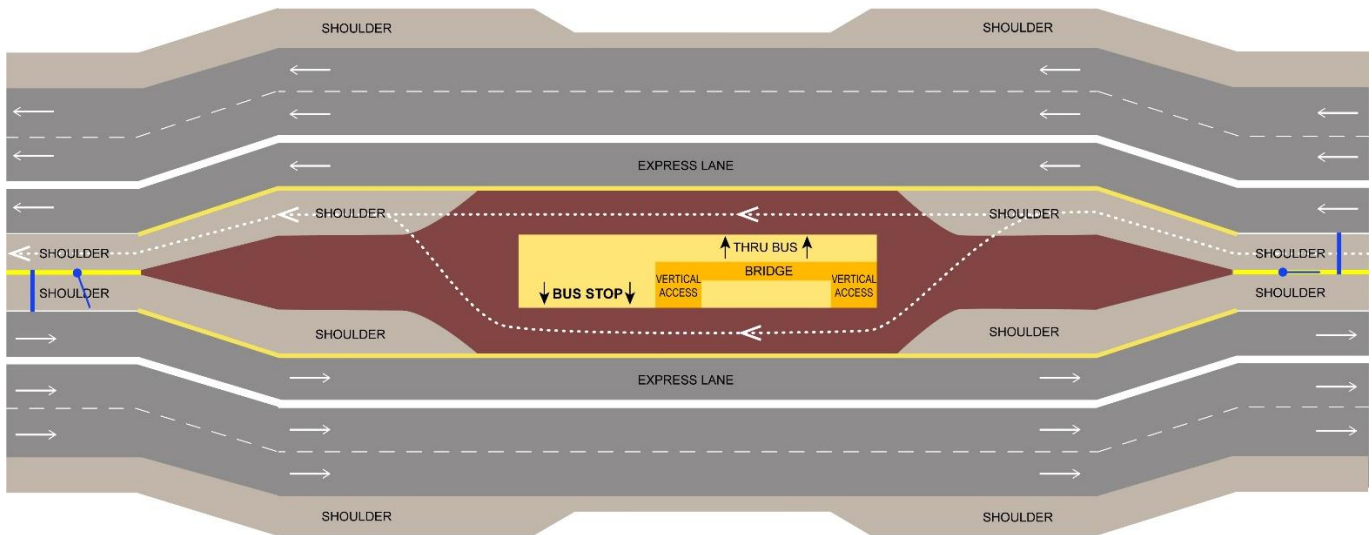 SHOULDER
SHOULDER
EXPRESS LANE
SHOULDER
SHOULDER
SHOULDER
SHOULDER
THRU BUS
BRIDGE
VERTICAL
ACCESS
VERTICAL
ACCESS
BUS STOP
SHOULDER
SHOULDER
SHOULDER
SHOULDER
EXPRESS LANE
SHOULDER
SHOULDER